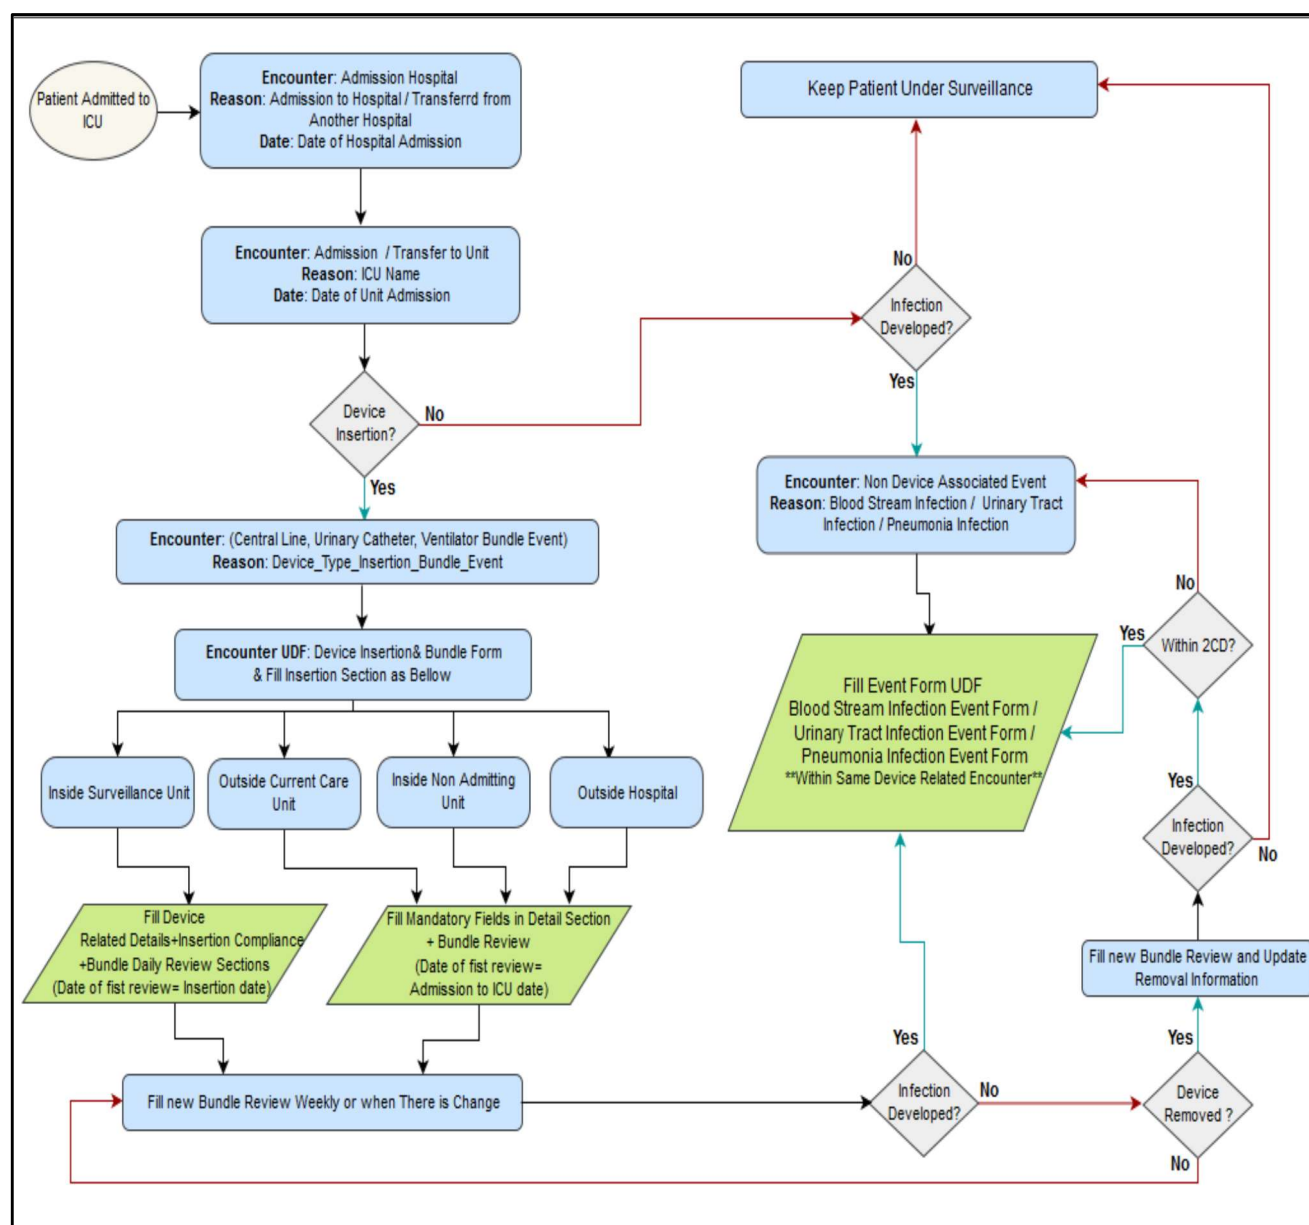 Patient Admitted to
ICU
Encounter: Admission Hospital
Reason: Admission to Hospital / Transferrd from
Another Hospital
Date: Date of Hospital Admission
Encounter: Admission / Transfer to Unit
Reason: ICU Name
Date: Date of Unit Admission
Device
Insertion?
No
Yes
Encounter: (Central Line, Urinary Catheter, Ventilator Bundle Event)
Reason: Device_Type_Insertion_Bundle_Event
Encounter UDF: Device Insertion& Bundle Form
& Fill Insertion Section as Bellow
Inside Surveillance Unit
Outside Current Care
Unit
Inside Non Admitting
Unit
Outside Hospital
Fill Device
Related Details+Insertion Compliance
+Bundle Daily Review Sections
(Date of fist review= Insertion date)
Fill Mandatory Fields in Detail Section
+ Bundle Review
(Date of fist review=
Admission to ICU date)
Fill new Bundle Review Weekly or when There is Change
Keep Patient Under Surveillance
No
Infection
Developed?
Yes
Encounter: Non Device Associated Event
Reason: Blood Stream Infection / Urinary Tract
Infection / Pneumonia Infection
Fill Event Form UDF
Blood Stream Infection Event Form /
Urinary Tract Infection Event Form /
Pneumonia Infection Event Form
**Within Same Device Related Encounter**
No
Yes
Within 2CD?
Yes
Infection
Developed?
No
Fill new Bundle Review and Update
Removal Information
Yes
Yes
Infection
Developed?
No
Device
Removed ?
No